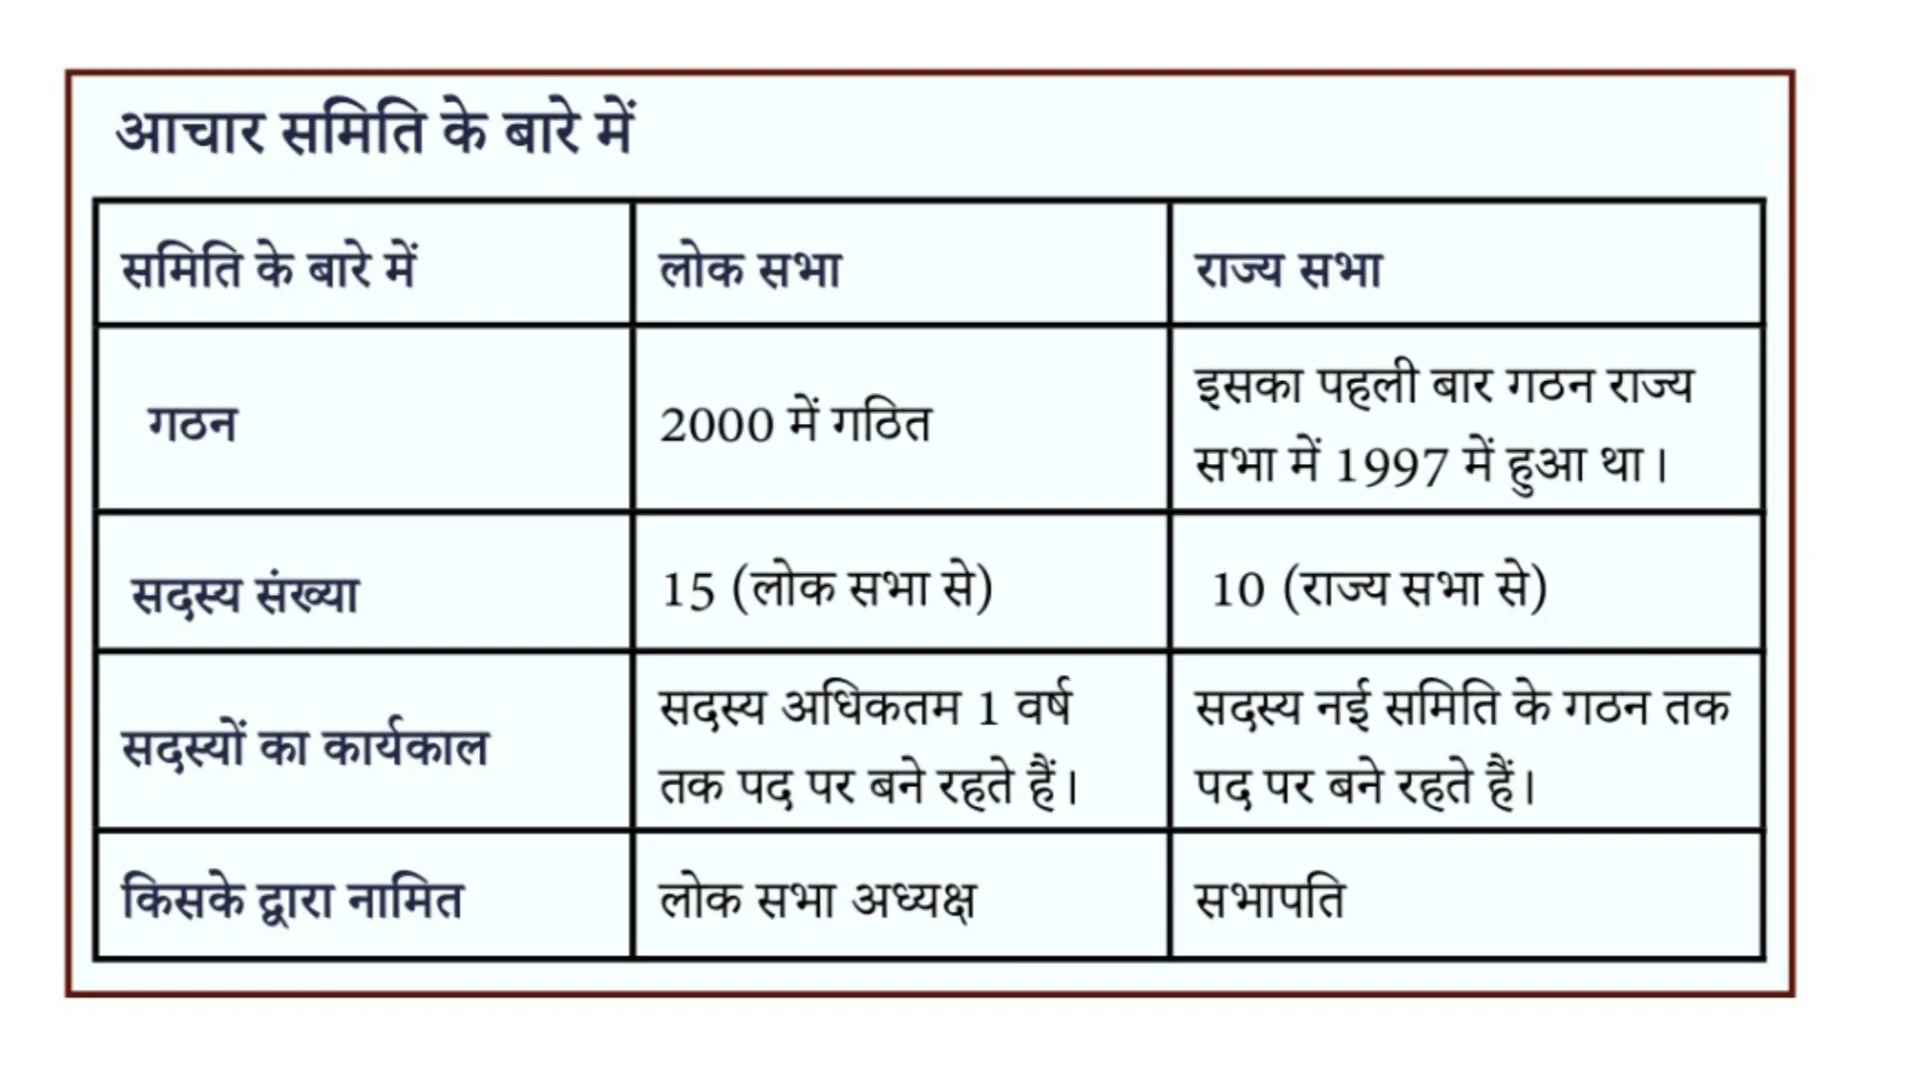 आचार समिति के बारे में
समिति के बारे में
लोक सभा
राज्य सभा
गठन
2000 में गठित
इसका पहली बार गठन राज्य
सभा में 1997 में हुआ था।
सदस्य संख्या
15 (लोक सभा से)
10 (राज्य सभा से)
सदस्यों का कार्यकाल
सदस्य अधिकतम 1 वर्ष
तक पद पर बने रहते हैं।
सदस्य नई समिति के गठन तक
पद पर बने रहते हैं।
किसके द्वारा नामित
लोक सभा अध्यक्ष
सभापति